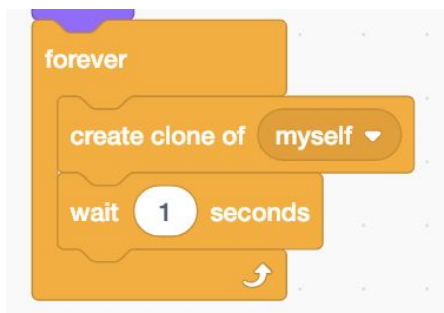 forever
create clone of myself
wait 1 seconds